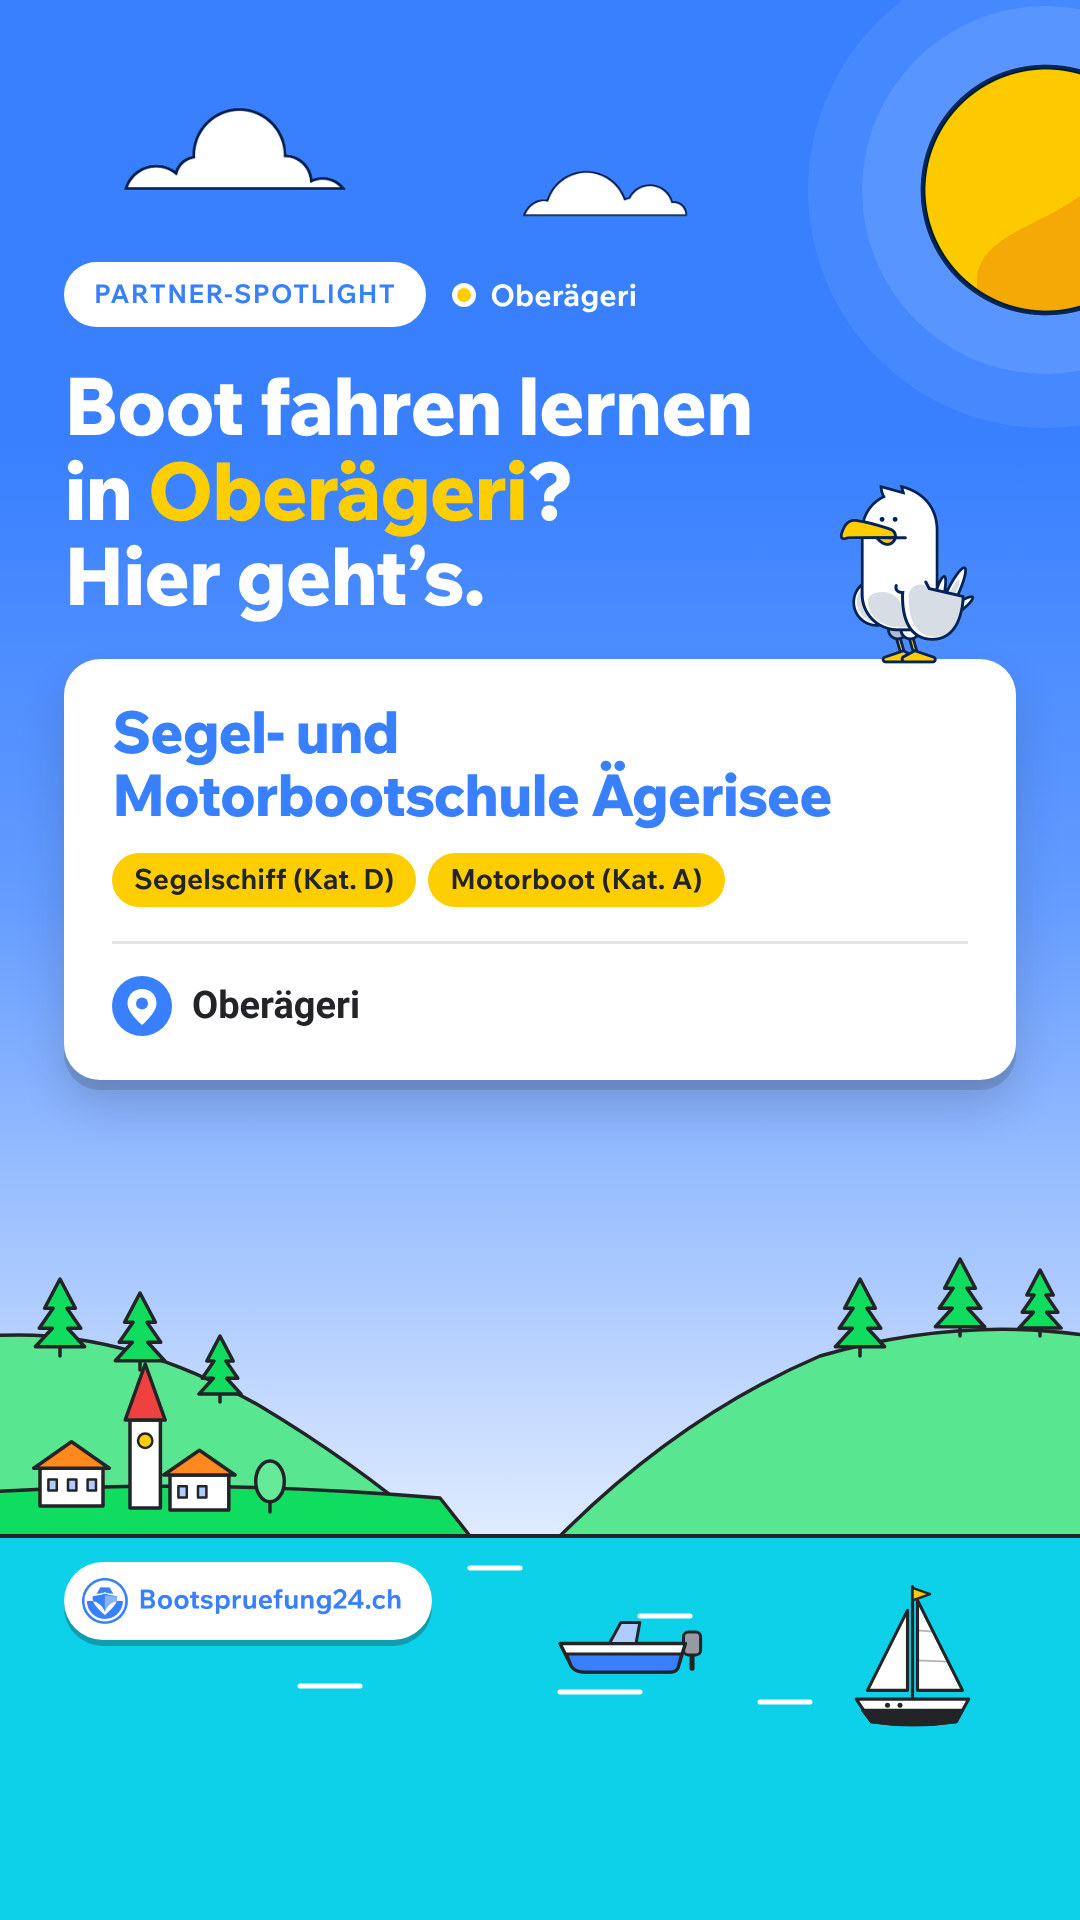 PARTNER-SPOTLIGHT
Oberägeri
Boot fahren lernen
in Oberägeri?
Hier geht’s.
Segel- und
Motorbootschule Ägerisee
Segelschiff (Kat. D)
Motorboot (Kat. A)
Oberägeri
Bootspruefung24.ch